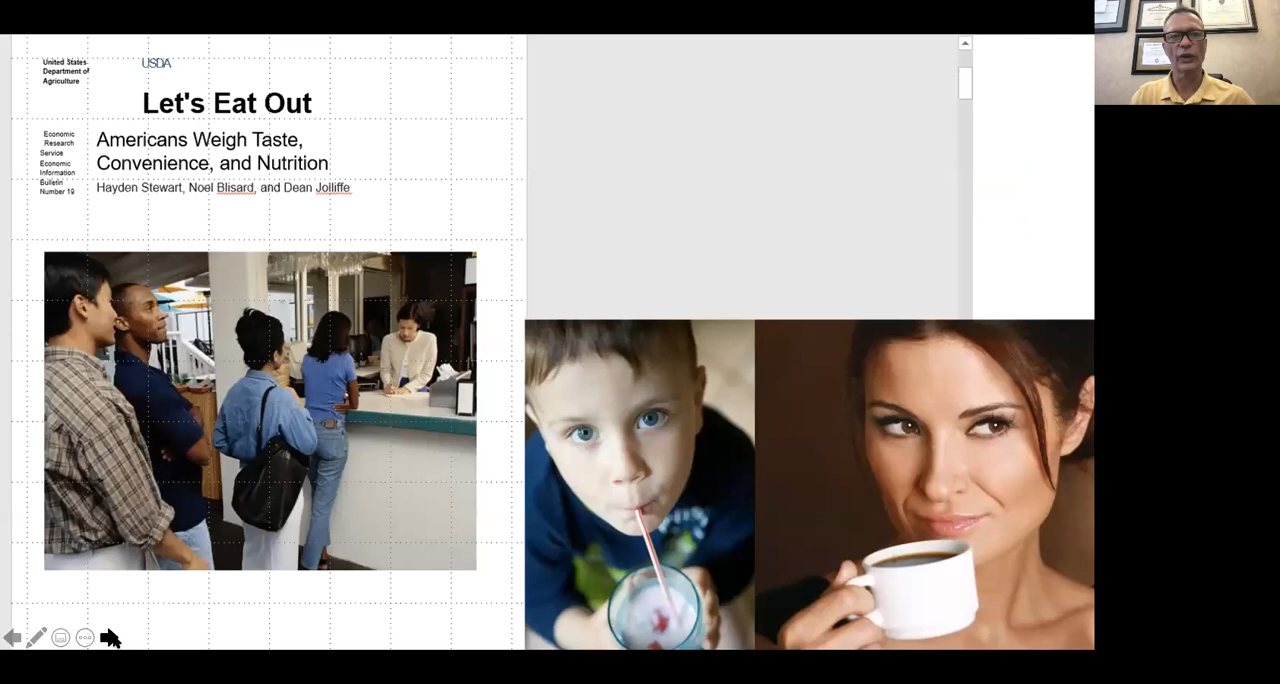 United States
Department of
Agriculture
USDA
Let's Eat Out
Economic
Research
Service
Economic
Information
Bulletin
Number 19
Americans Weigh Taste,
Convenience, and Nutrition
Hayden Stewart, Noel Blisard, and Dean Jolliffe